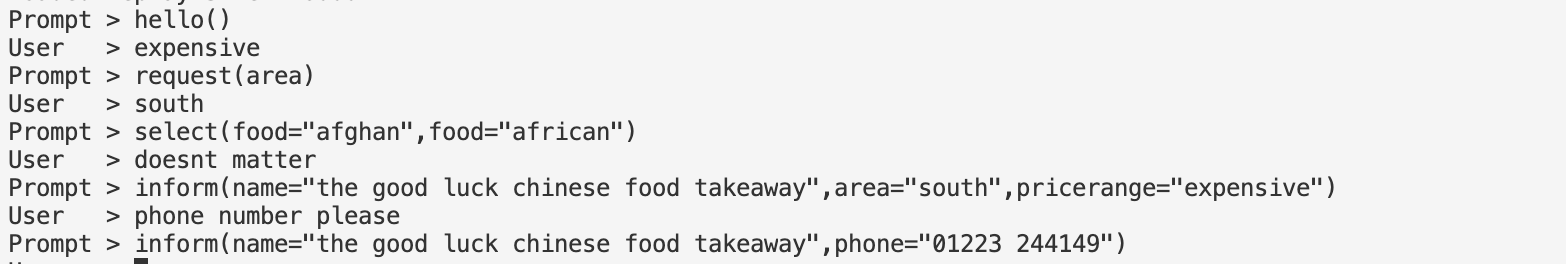 Prompt > hello()
User   > expensive
Prompt > request(area)
User   > south
Prompt > select(food="afghan",food="african")
User   > doesnt matter
Prompt > inform(name="the good luck chinese food takeaway",area="south",pricerange="expensive")
User   > phone number please
Prompt > inform(name="the good luck chinese food takeaway",phone="01223 244149")